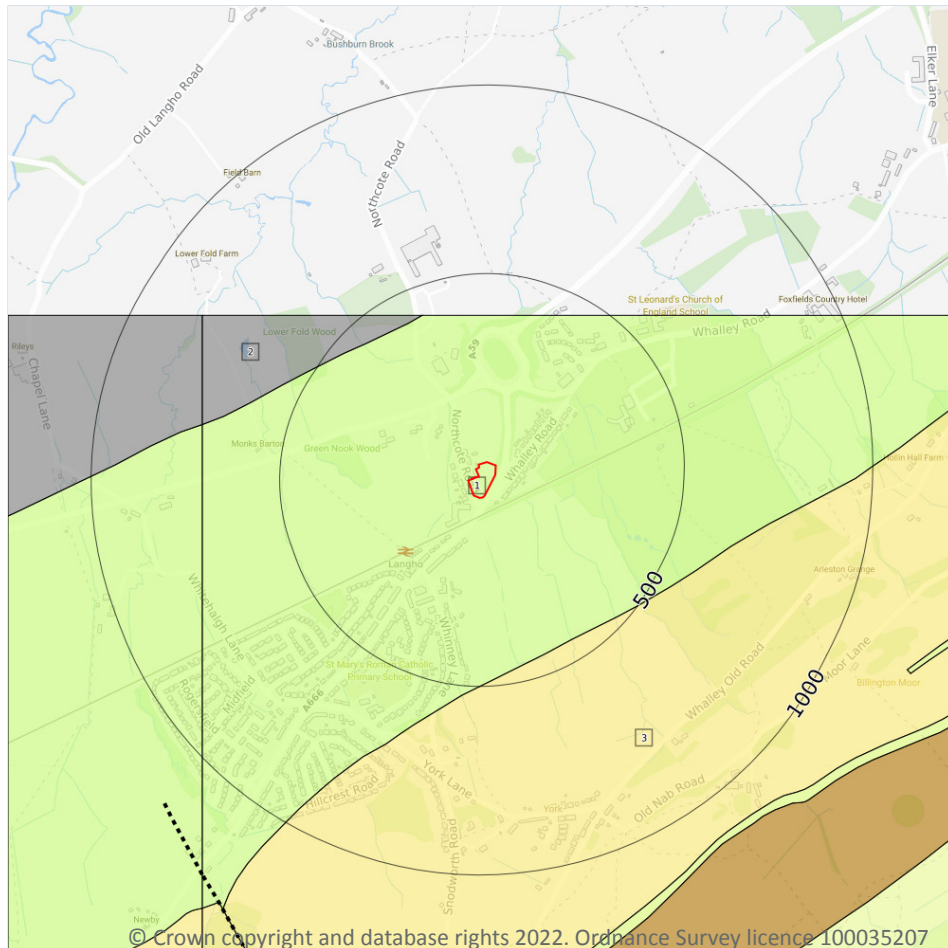 Bushburn Brook
Elker Lane
Old Langho Road
Northcote Road
Field Barn
Lower Fold Farm
St Leonard's Church of
England School
Foxfields Country Hotel
Whalley Road
Lower Fold Wood
A59
Rileys
2
Chapel Lane
Northcote Road
Whalley Road
Monks Barton
Green Nook Wood
Hollin Hall Farm
1
Langho
500
Arleston Grange
Whitehalgh Lane
Whinney Lane
St Mary's Roman Catholic
Primary School
Moor Lane
Billington Moor
Rogersfield
Midfield
A666
1000
Whalley Old Road
3
York Lane
Hillcrest Road
York
Old Nab Road
Snodworth Road
Newby
© Crown copyright and database rights 2022. Ordnance Survey licence 100035207